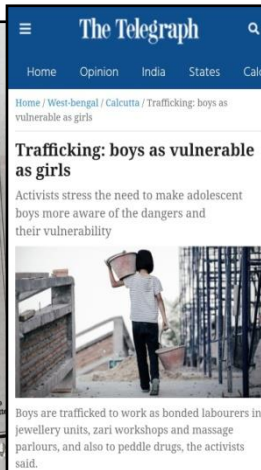 The Telegraph
Home Opinion India States
Home / West-bengal / Calcutta / Trafficking: boys as
vulnerable as girls
Trafficking: boys as vulnerable
as girls
Activists stress the need to make adolescent
boys more aware of the dangers and
their vulnerability
Boys are trafficked to work as bonded labourers in
jewellery units, zari workshops and massage
parlours, and also to peddle drugs, the activists
said.